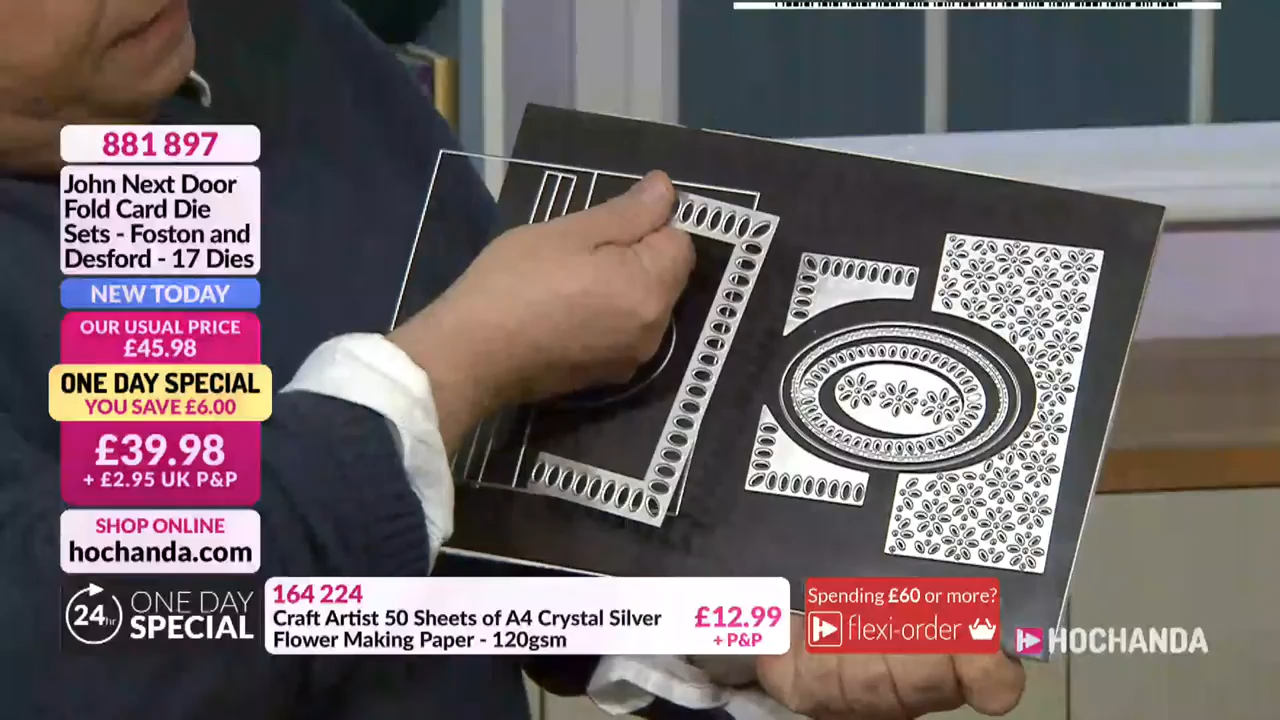 881 897
John Next Door
Fold Card Die
Sets - Foston and
Desford - 17 Dies
NEW TODAY
OUR USUAL PRICE
£45.98
ONE DAY SPECIAL
YOU SAVE £6.00
£39.98
+ £2.95 UK P&P
SHOP ONLINE
hochanda.com
24hr ONE DAY
SPECIAL
164 224
Craft Artist 50 Sheets of A4 Crystal Silver
Flower Making Paper - 120gsm
£12.99
+ P&P
Spending £60 or more?
flexi-order
HOCHANDA